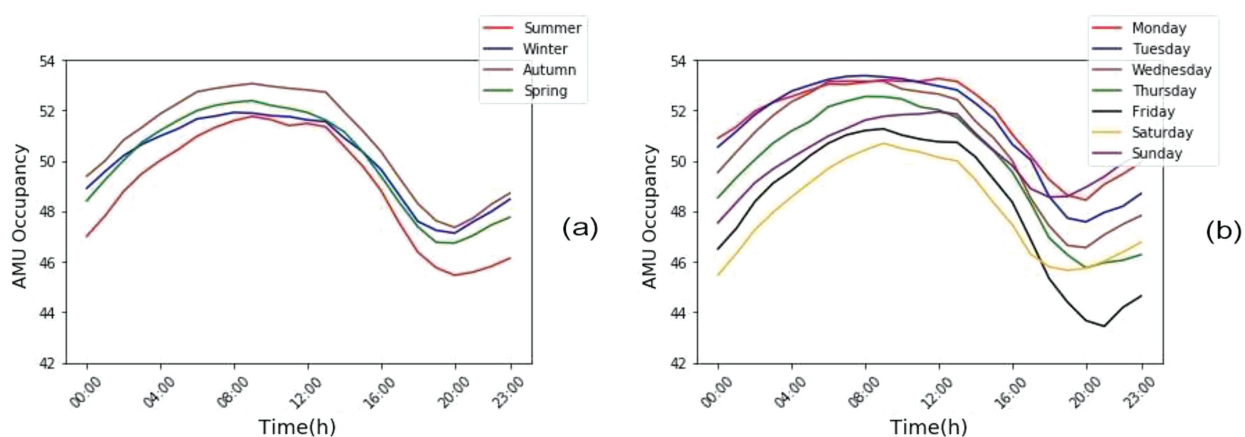 Summer
Winter
Autumn
Spring
54
52
50
48
46
44
42
AMU Occupancy
00:00
04:00
08:00
12:00
16:00
20:00
23:00
Time(h)
(a)
Monday
Tuesday
Wednesday
Thursday
Friday
Saturday
Sunday
54
52
50
48
46
44
42
AMU Occupancy
00:00
04:00
08:00
12:00
16:00
20:00
23:00
Time(h)
(b)